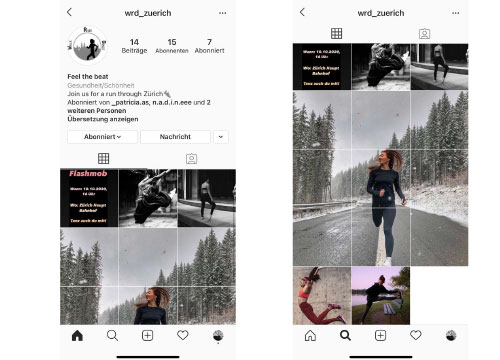 wrd_zuerich
14 15 7
Beiträge Abonnenten Abonniert
Feel the beat
Gesundheit/Schönheit
Join us for a run through Zürich
Abonniert von _patricia.as, n.a.d.i.n.eee und 2
weiteren Personen
Übersetzung anzeigen
Abonniert Nachricht
Flashmob
Wann: 10.10.2020,
14 Uhr
Wo: Zürich Haupt
Bahnhof
Tanz auch du mit!
wrd_zuerich
Wann: 10.10.2020,
14 Uhr
Wo: Zürich Haupt
Bahnhof
Tanz auch du mit!